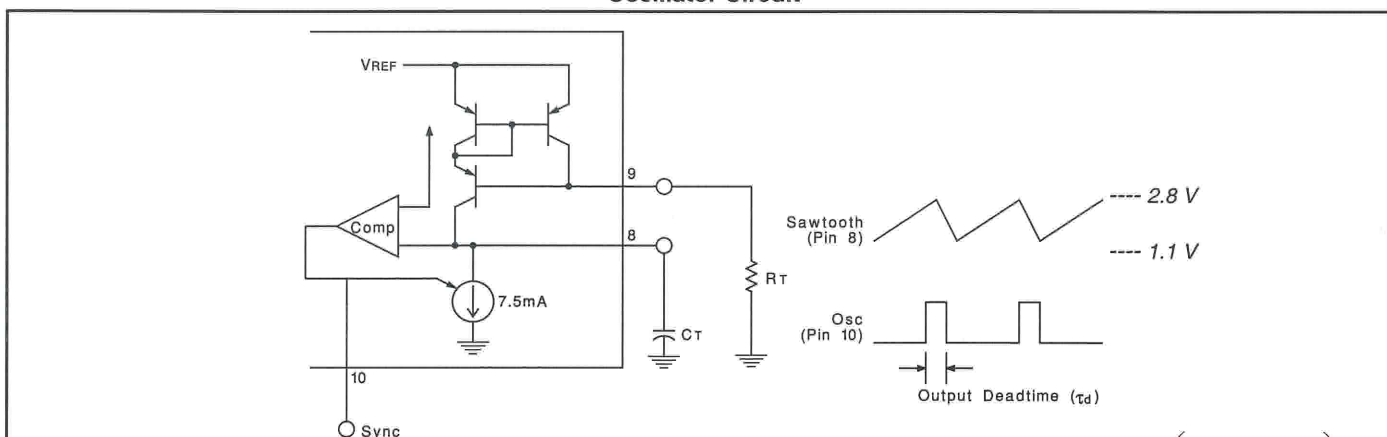 Oscillator Circuit
VREF
9
Comp
8
7.5mA
RT
CT
10
Sync
Sawtooth
(Pin 8)
---- 2.8 V
---- 1.1 V
Osc
(Pin 10)
Output Deadtime (τd)